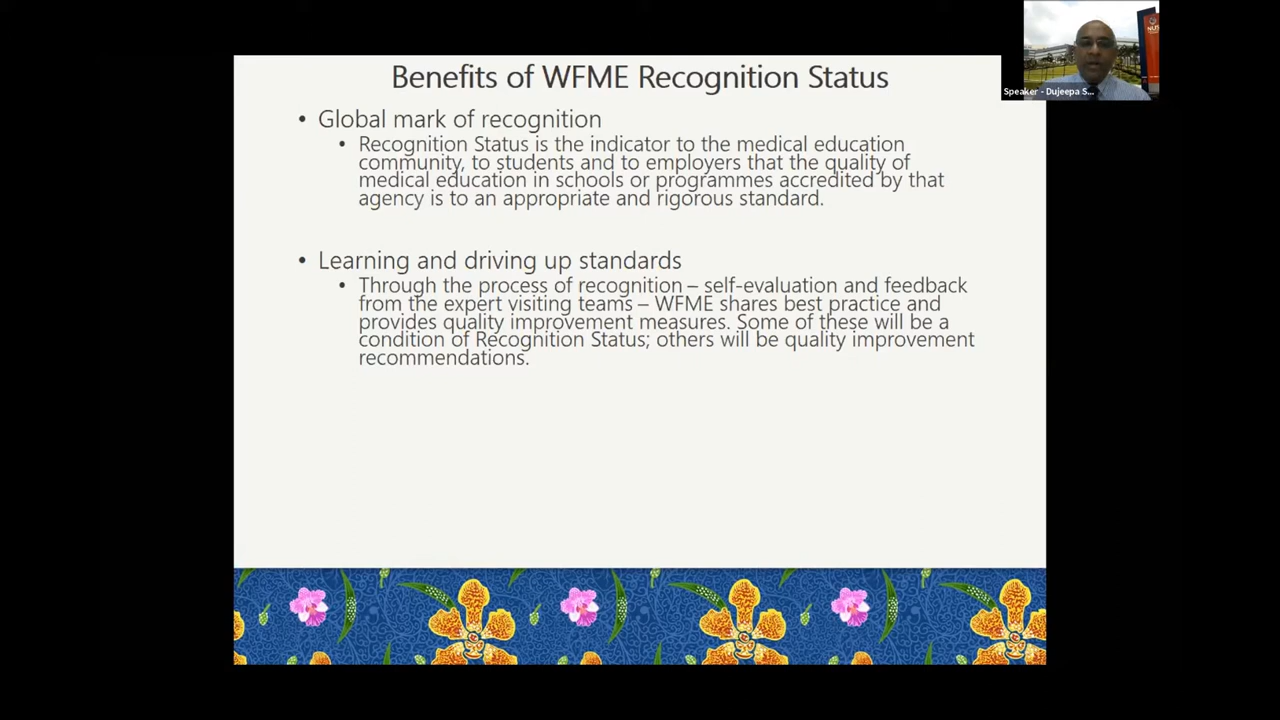 Benefits of WFME Recognition Status
• Global mark of recognition
• Recognition Status is the indicator to the medical education
community, to students and to employers that the quality of
medical education in schools or programmes accredited by that
agency is to an appropriate and rigorous standard.
• Learning and driving up standards
• Through the process of recognition – self-evaluation and feedback
from the expert visiting teams – WFME shares best practice and
provides quality improvement measures. Some of these will be a
condition of Recognition Status; others will be quality improvement
recommendations.
NUS
Speaker - Dujeepa S...